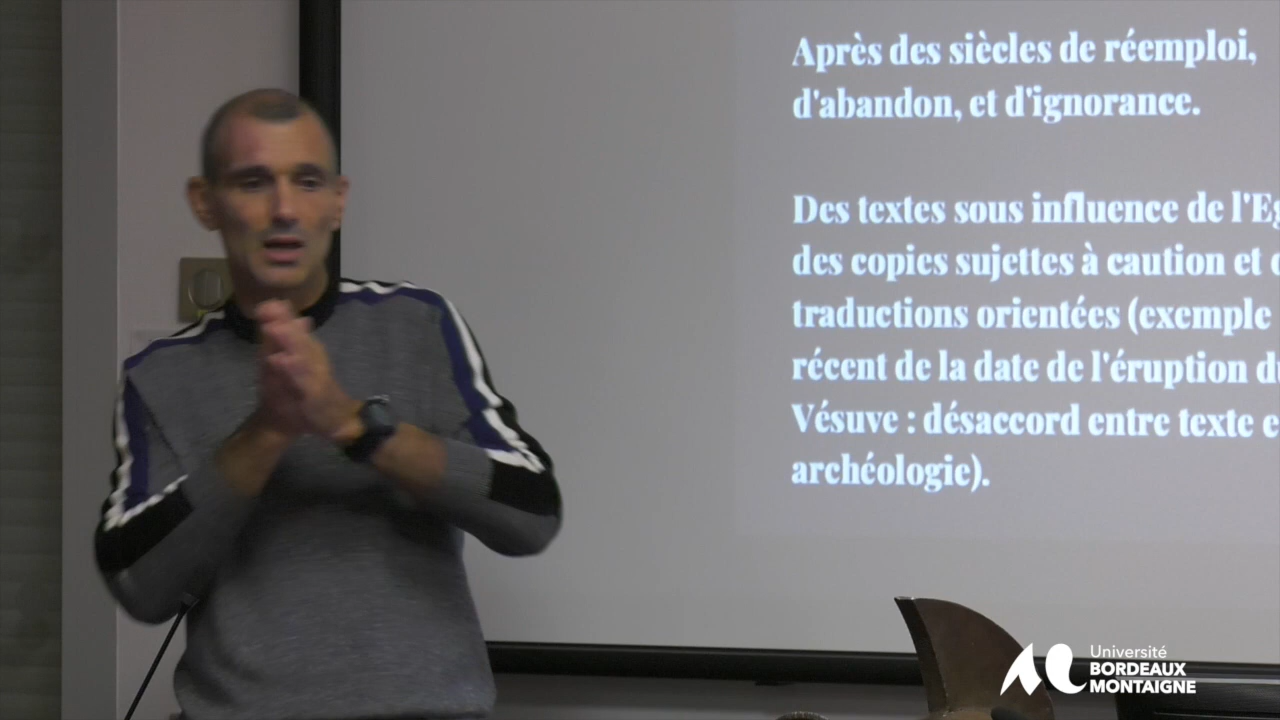 Après des siècles de réemploi,
d'abandon, et d'ignorance.
Des textes sous influence de l'Eg
des copies sujettes à caution et
traductions orientées (exemple
récent de la date de l'éruption du
Vésuve : désaccord entre texte e
archéologie).
Université
BORDEAUX
MONTAIGNE